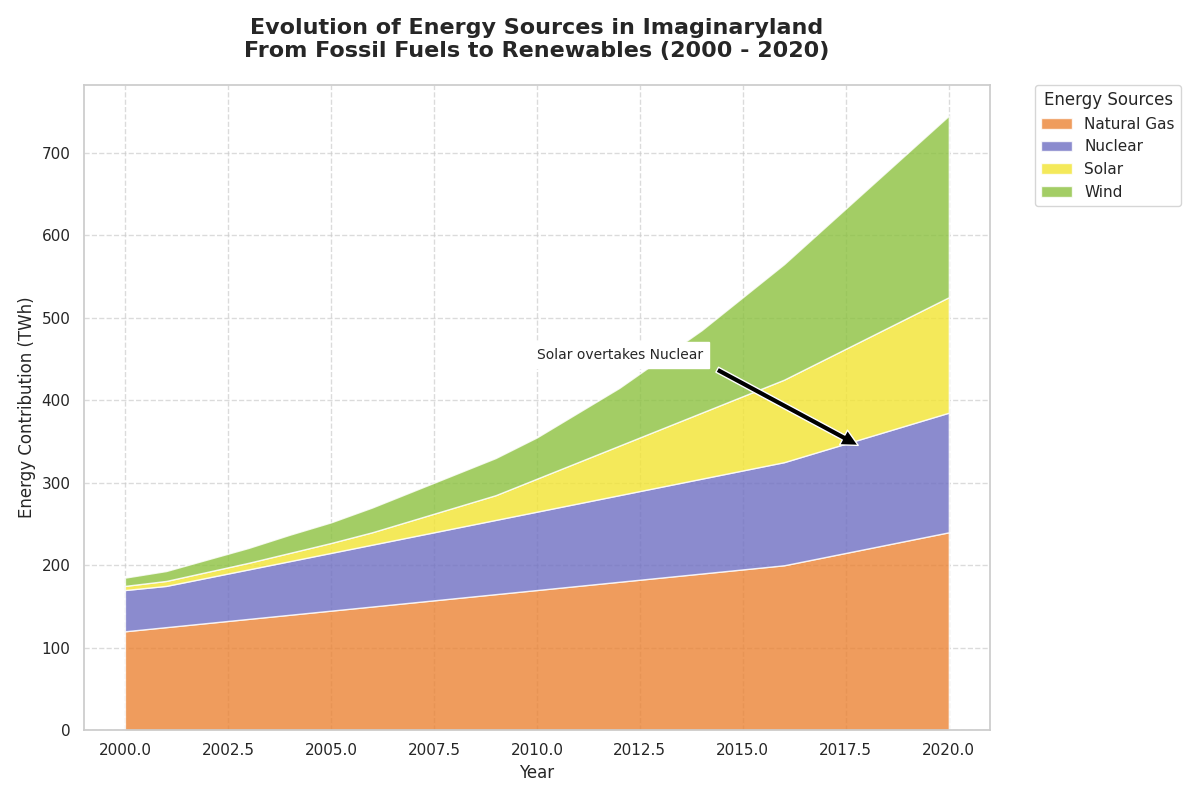 Evolution of Energy Sources in Imaginaryland
From Fossil Fuels to Renewables (2000 - 2020)
Energy Sources
Natural Gas
Nuclear
Solar
Wind
Energy Contribution (TWh)
700
600
500
400
300
200
100
0
Solar overtakes Nuclear
2000.0 2002.5 2005.0 2007.5 2010.0 2012.5 2015.0 2017.5 2020.0
Year